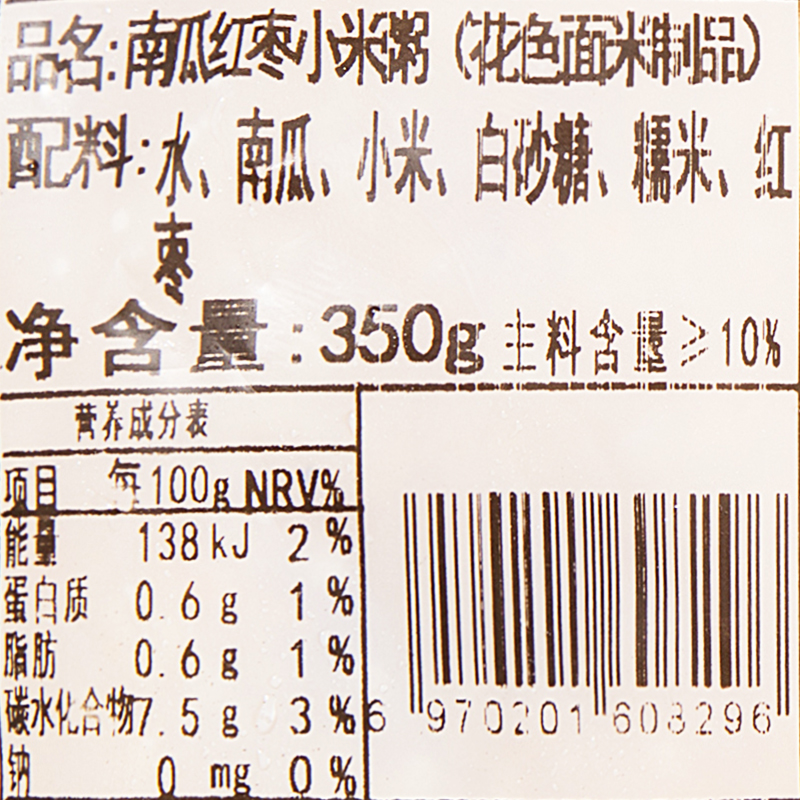 品名:南瓜红枣小米粥（花色面米制品）
配料:水、南瓜、小米、白砂糖、糯米、红
枣
净含量:350g 主料含量≥10%
营养成分表
项目 每100g NRV%
能量 138kJ 2%
蛋白质 0.6g 1%
脂肪 0.6g 1%
碳水化合物7.5g 3%
钠 0mg 0%
6 970201 608296